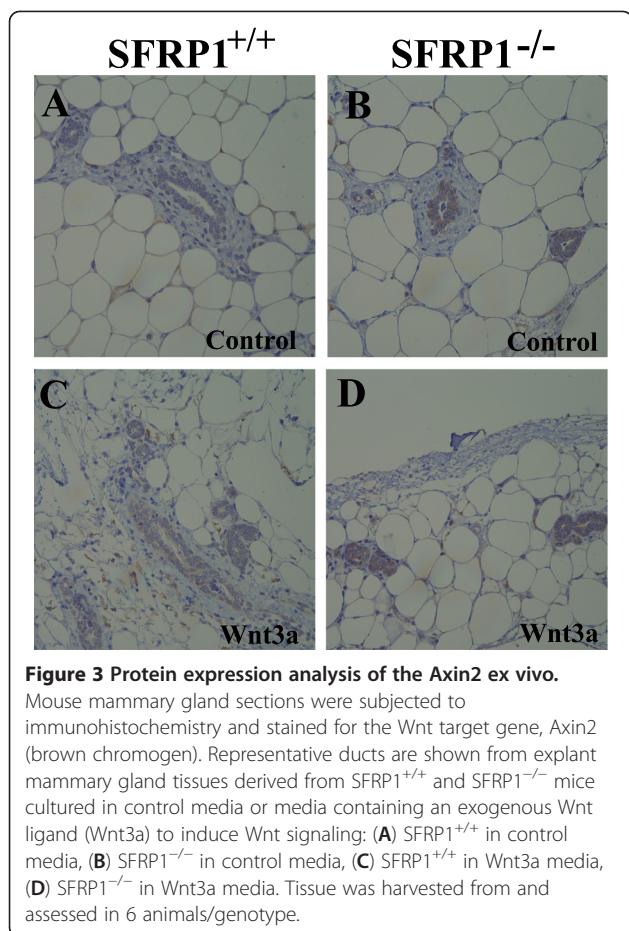 SFRP1+/+ SFRP1-/-
A B
Control Control
C D
Wnt3a Wnt3a
Figure 3 Protein expression analysis of the Axin2 ex vivo.
Mouse mammary gland sections were subjected to
immunohistochemistry and stained for the Wnt target gene, Axin2
(brown chromogen). Representative ducts are shown from explant
mammary gland tissues derived from SFRP1+/+ and SFRP1−/− mice
cultured in control media or media containing an exogenous Wnt
ligand (Wnt3a) to induce Wnt signaling: (A) SFRP1+/+ in control
media, (B) SFRP1−/− in control media, (C) SFRP1+/+ in Wnt3a media,
(D) SFRP1−/− in Wnt3a media. Tissue was harvested from and
assessed in 6 animals/genotype.